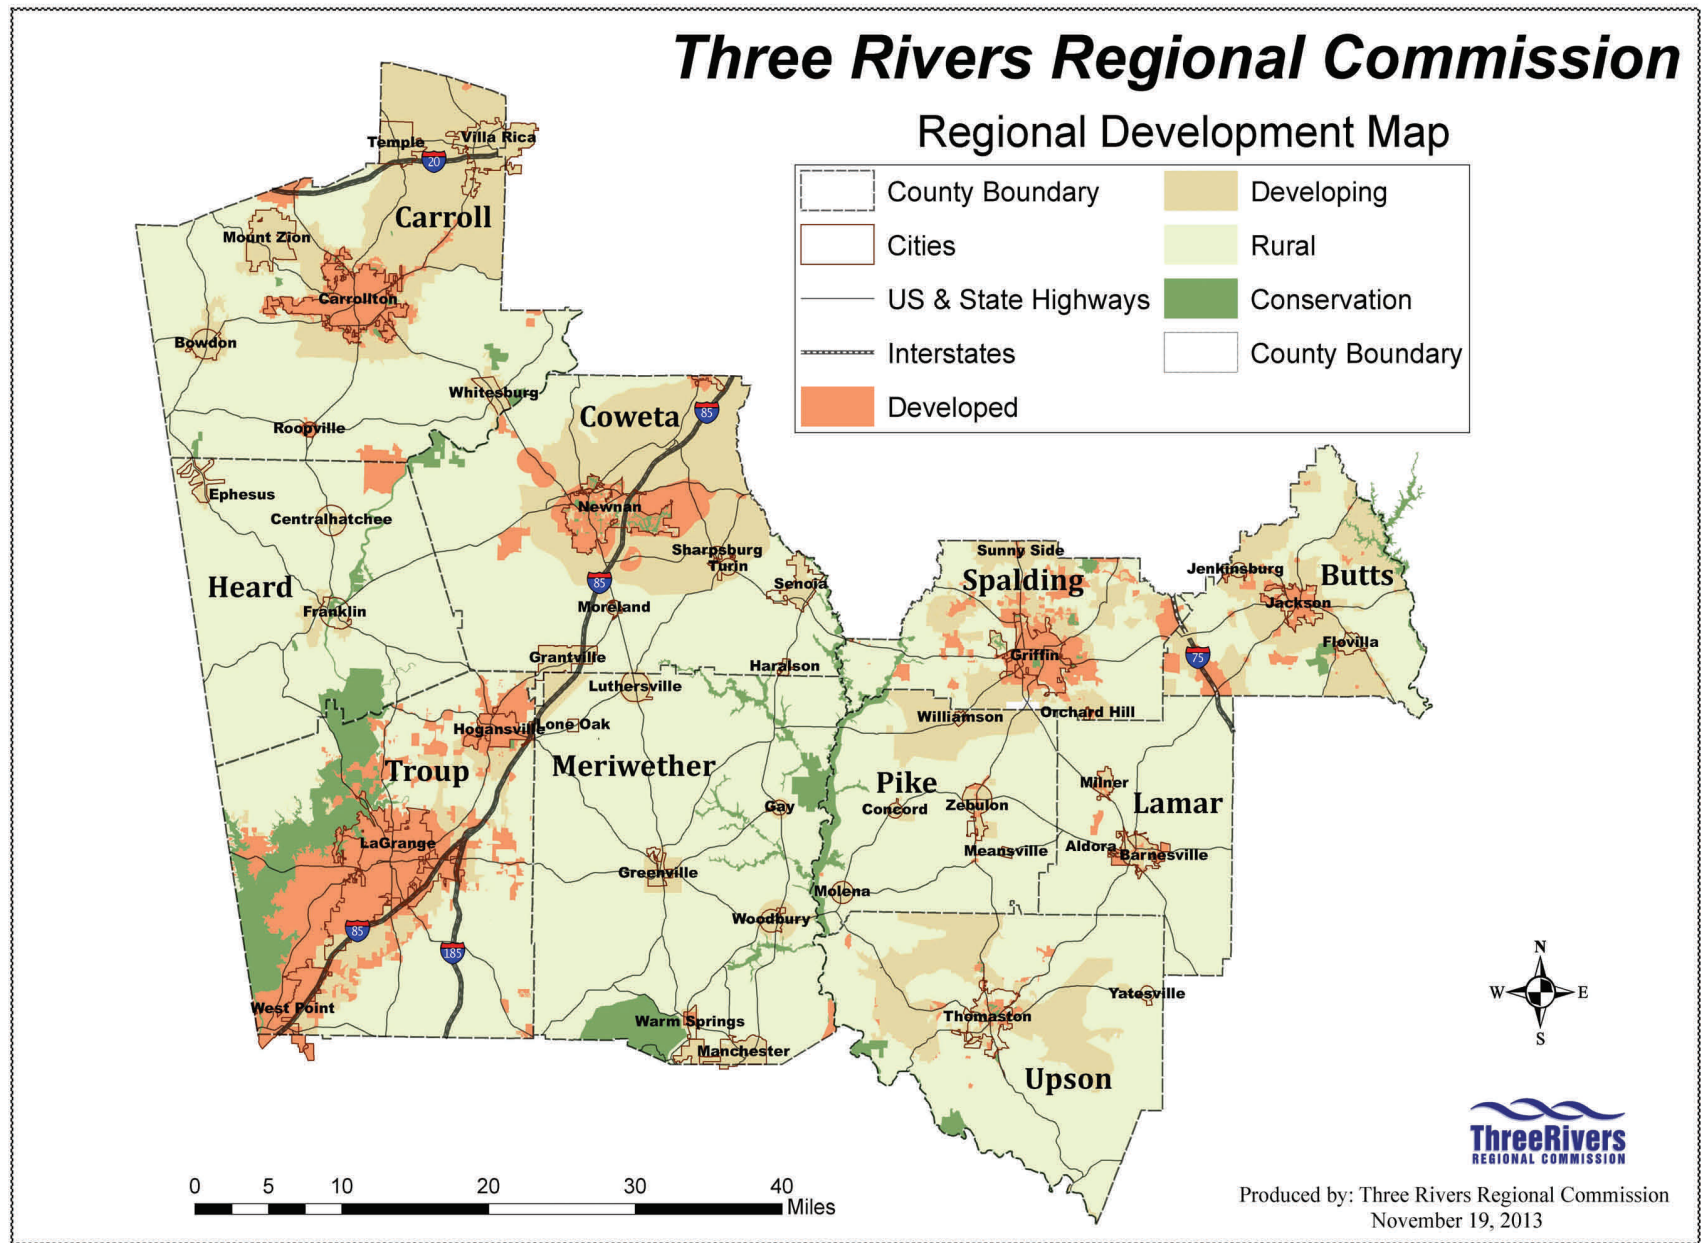 Three Rivers Regional Commission
Regional Development Map
County Boundary
Cities
US & State Highways
Interstates
Developed
Developing
Rural
Conservation
County Boundary
Temple
Villa Rica
20
Carroll
Mount Zion
Carrollton
Bowdon
Whitesburg
Roopville
Coweta
85
Ephesus
Centralhatchee
Newnan
Sharpsburg
Turin
Senoia
Heard
Franklin
85
Moreland
Grantville
Haralson
Luthersville
Sunny Side
Spalding
Griffin
Jenkinsburg
Butts
Jackson
Flovilla
75
Williamson
Orchard Hill
Hogansville
Lone Oak
Troup
Meriwether
Pike
Concord
Zebulon
Milner
Lamar
Gay
LaGrange
Meansville
Aldora
Barnesville
Greenville
Molena
Woodbury
85
185
West Point
Warm Springs
Manchester
Thomaston
Yatesville
Upson
N
W
E
S
0 5 10 20 30 40
Miles
ThreeRivers
REGIONAL COMMISSION
Produced by: Three Rivers Regional Commission
November 19, 2013